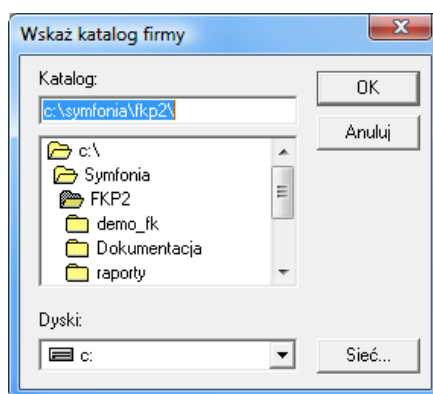 Wskaż katalog firmy
Katalog:
c:\symfonia\fkp2\
OK
Anuluj
c:\
Symfonia
FKP2
demo_fk
Dokumentacja
raporty
Dyski:
c:
Sieć...